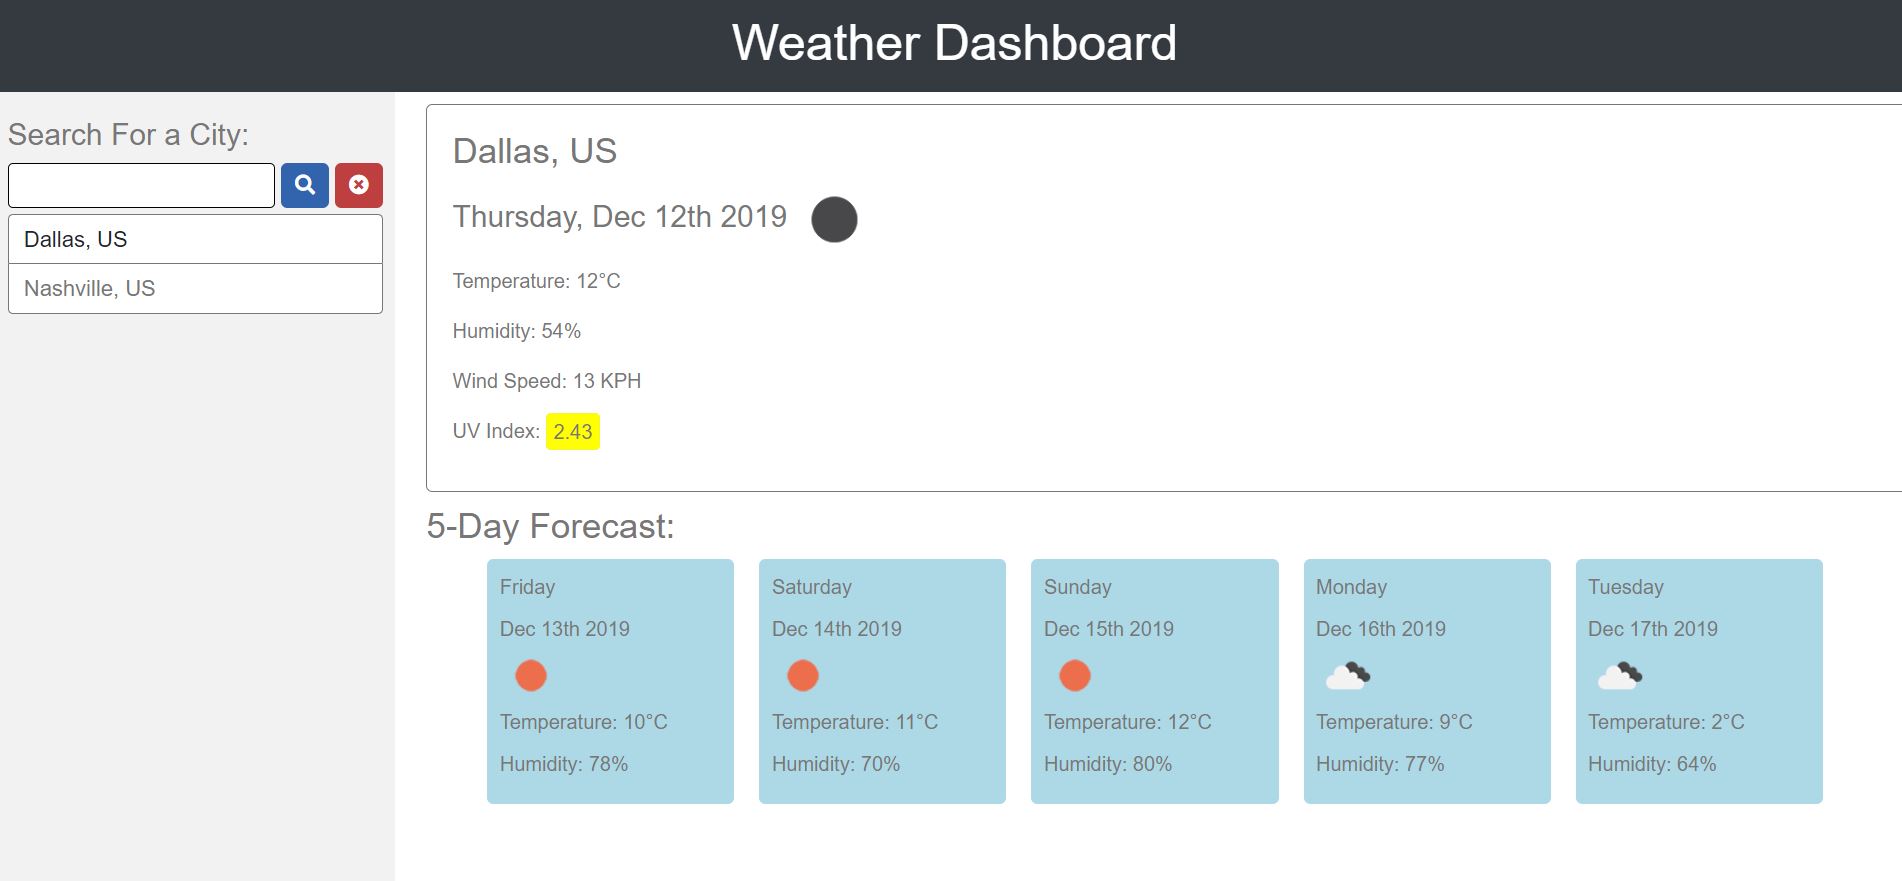 Weather Dashboard
Search For a City:
Dallas, US
Nashville, US
Dallas, US
Thursday, Dec 12th 2019
Temperature: 12°C
Humidity: 54%
Wind Speed: 13 KPH
UV Index: 2.43
5-Day Forecast:
Friday
Dec 13th 2019
Temperature: 10°C
Humidity: 78%
Saturday
Dec 14th 2019
Temperature: 11°C
Humidity: 70%
Sunday
Dec 15th 2019
Temperature: 12°C
Humidity: 80%
Monday
Dec 16th 2019
Temperature: 9°C
Humidity: 77%
Tuesday
Dec 17th 2019
Temperature: 2°C
Humidity: 64%